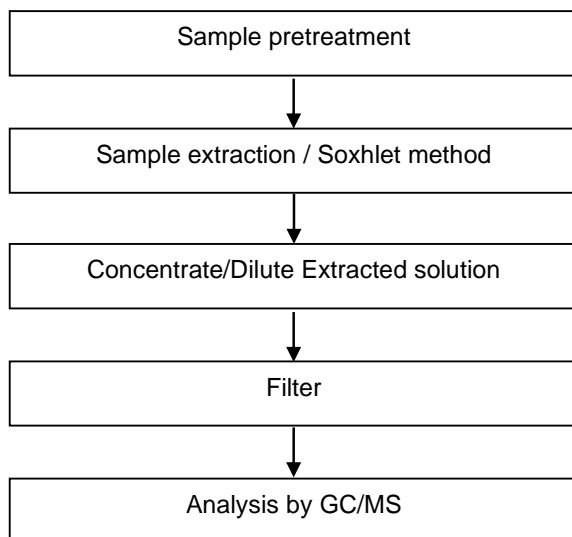 Sample pretreatment
Sample extraction / Soxhlet method
Concentrate/Dilute Extracted solution
Filter
Analysis by GC/MS